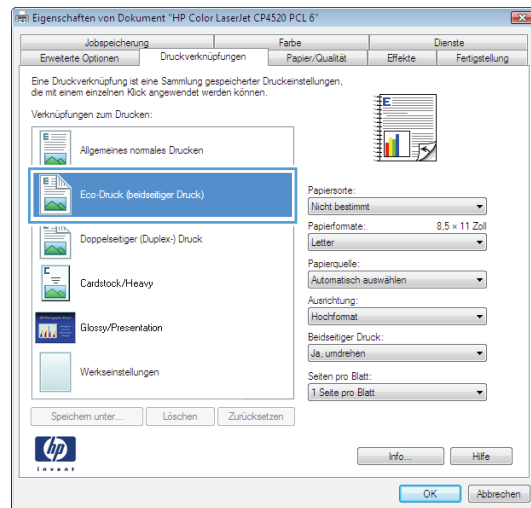 Eigenschaften von Dokument "HP Color LaserJet CP4520 PCL 6"
Jobspeicherung Farbe Dienste
Erweiterte Optionen Druckverknüpfungen Papier/Qualität Effekte Fertigstellung
Eine Druckverknüpfung ist eine Sammlung gespeicherter Druckeinstellungen,
die mit einem einzelnen Klick angewendet werden können.
Verknüpfungen zum Drucken:
Allgemeines normales Drucken
Eco-Druck (beidseitiger Druck)
Doppelseitiger (Duplex-) Druck
Cardstock/Heavy
Glossy/Presentation
Werkseinstellungen
Papiersorte:
Nicht bestimmt
Papierformate: 8.5 × 11 Zoll
Letter
Papierquelle:
Automatisch auswählen
Ausrichtung:
Hochformat
Beidseitiger Druck:
Ja, umdrehen
Seiten pro Blatt:
1 Seite pro Blatt
Speichern unter... Löschen Zurücksetzen
hp
invent
Info... Hilfe
OK Abbrechen